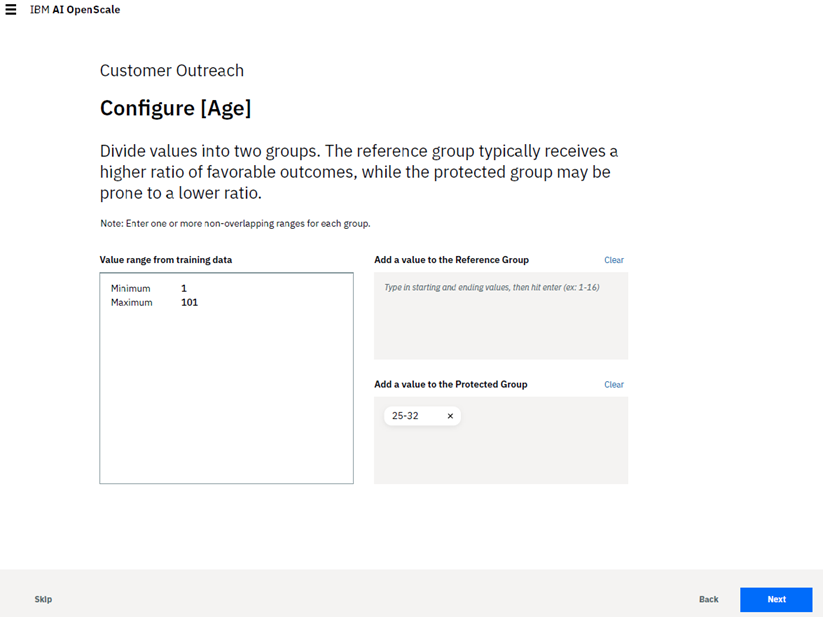 IBM AI OpenScale
Customer Outreach
Configure [Age]
Divide values into two groups. The reference group typically receives a
higher ratio of favorable outcomes, while the protected group may be
prone to a lower ratio.
Note: Enter one or more non-overlapping ranges for each group.
Value range from training data
Minimum 1
Maximum 101
Add a value to the Reference Group Clear
Type in starting and ending values, then hit enter (ex: 1-16)
Add a value to the Protected Group Clear
25-32 ×
Skip Back Next